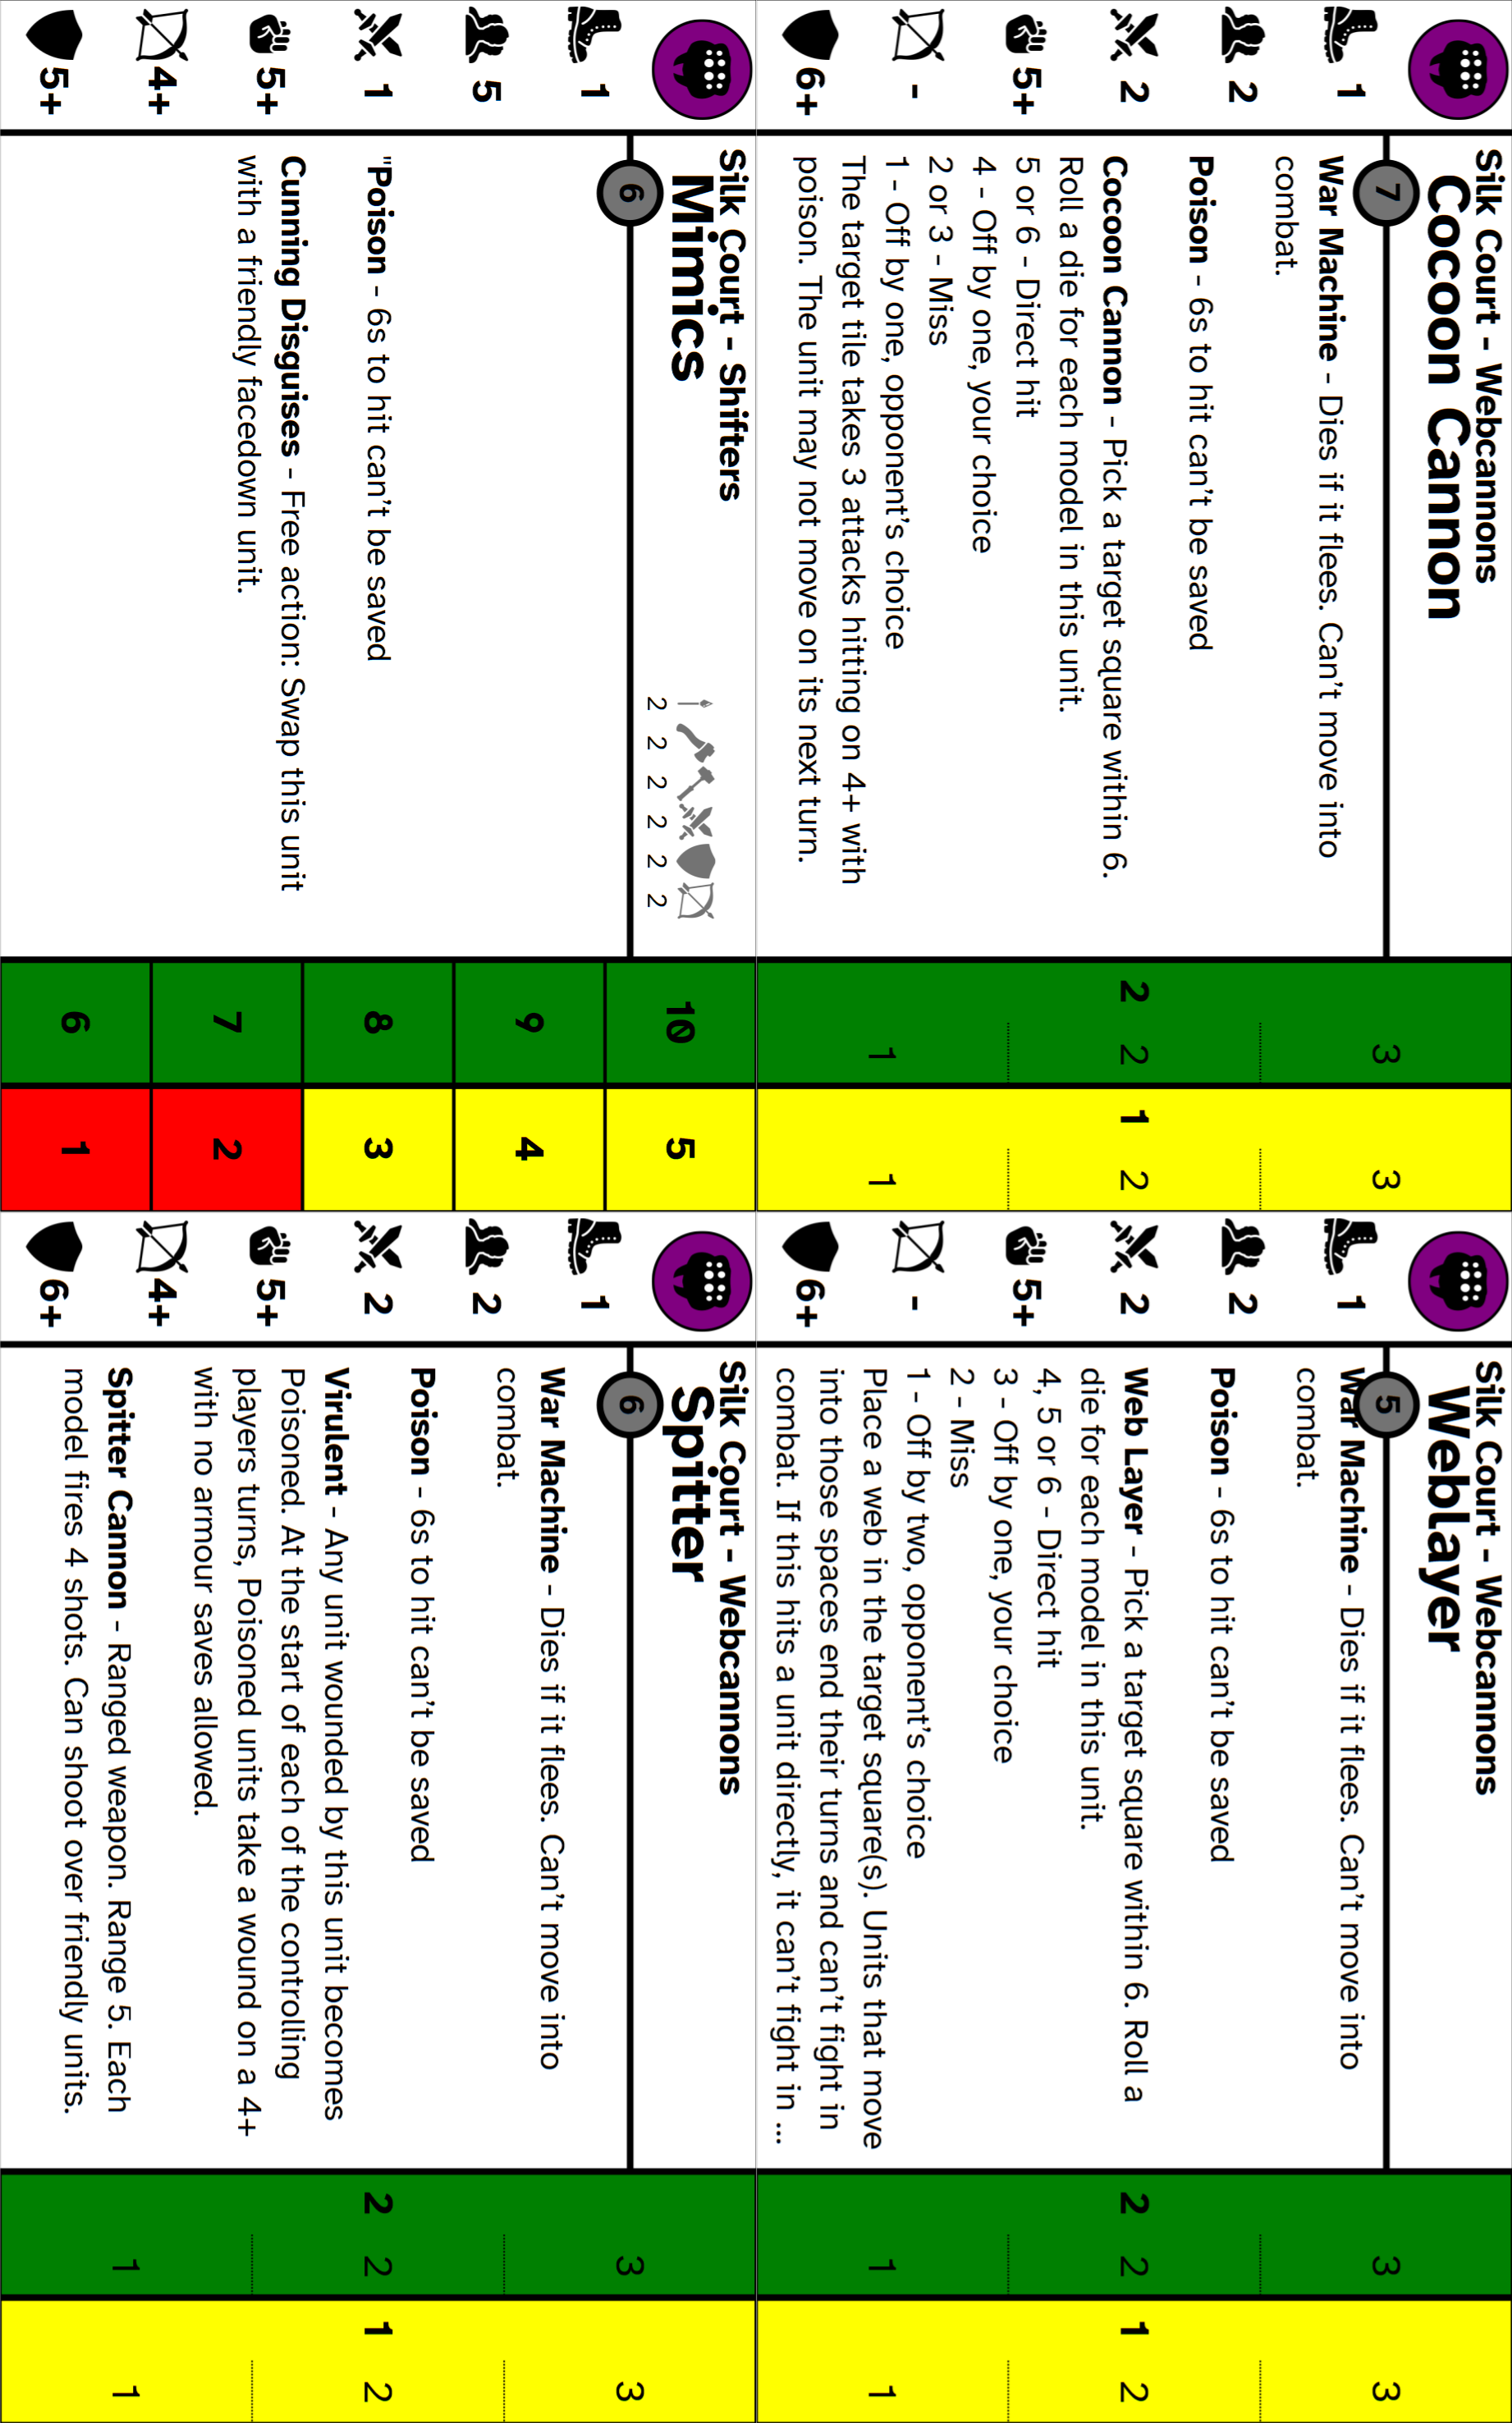 Silk Court - Webcannons
Cocoon Cannon
7
1
2
2
5+
-
6+
War Machine - Dies if it flees. Can't move into
combat.
Poison - 6s to hit can't be saved
Cocoon Cannon - Pick a target square within 6.
Roll a die for each model in this unit.
5 or 6 - Direct hit
4 - Off by one, your choice
2 or 3 - Miss
1 - Off by one, opponent's choice
The target tile takes 3 attacks hitting on 4+ with
poison. The unit may not move on its next turn.
2
3
2
1
1
3
2
1
Silk Court - Webcannons
Weblayer
5
1
2
2
5+
-
6+
War Machine - Dies if it flees. Can't move into
combat.
Poison - 6s to hit can't be saved
Web Layer - Pick a target square within 6. Roll a
die for each model in this unit.
4, 5 or 6 - Direct hit
3 - Off by one, your choice
2 - Miss
1 - Off by two, opponent's choice
Place a web in the target square(s). Units that move
into those spaces end their turns and can't fight in
combat. If this hits a unit directly, it can't fight in ...
2
3
2
1
1
3
2
1
Silk Court - Shifters
Mimics
2 2 2 2 2 2
6
1
5
1
5+
4+
5+
"Poison - 6s to hit can't be saved
Cunning Disguises - Free action: Swap this unit
with a friendly facedown unit.
10 5
9 4
8 3
7 2
6 1
Silk Court - Webcannons
Spitter
6
1
2
2
5+
4+
6+
War Machine - Dies if it flees. Can't move into
combat.
Poison - 6s to hit can't be saved
Virulent - Any unit wounded by this unit becomes
Poisoned. At the start of each of the controlling
players turns, Poisoned units take a wound on a 4+
with no armour saves allowed.
Spitter Cannon - Ranged weapon. Range 5. Each
model fires 4 shots. Can shoot over friendly units.
2
3
2
1
1
3
2
1